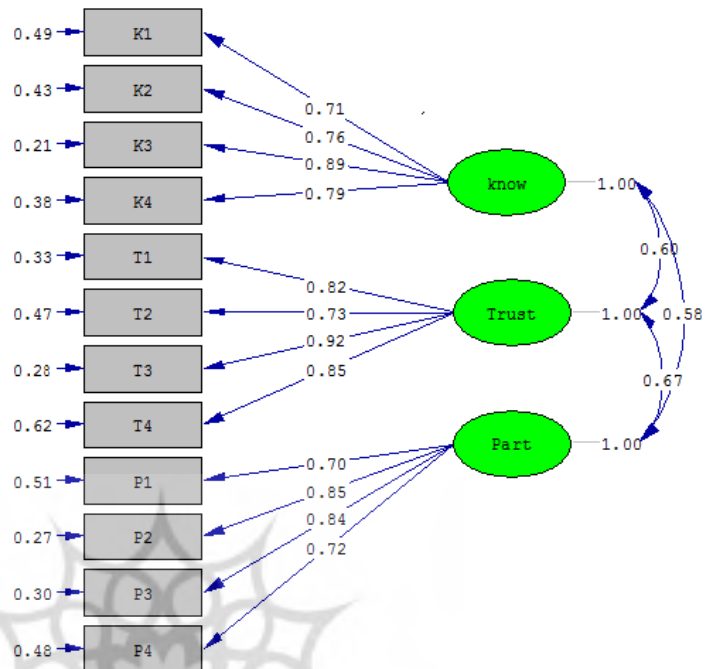 0.49 K1
0.43 K2
0.21 K3
0.38 K4
0.33 T1
0.47 T2
0.28 T3
0.62 T4
0.51 P1
0.27 P2
0.30 P3
0.48 P4
0.71
0.76
0.89
0.79
0.82
0.73
0.92
0.85
0.70
0.85
0.84
0.72
know 1.00
Trust 1.00
Part 1.00
0.60
0.58
0.67